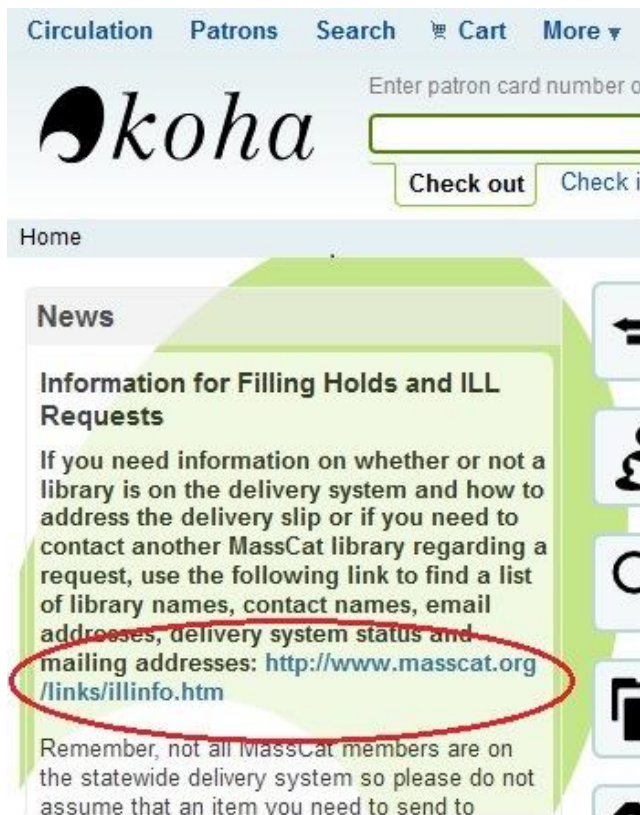 Circulation Patrons Search Cart More
koha
Enter patron card number
Check out Check
Home
News
Information for Filling Holds and ILL
Requests
If you need information on whether or not a
library is on the delivery system and how to
address the delivery slip or if you need to
contact another MassCat library regarding a
request, use the following link to find a list
of library names, contact names, email
addresses, delivery system status and
mailing addresses: http://www.masscat.org
/links/illinfo.htm
Remember, not all MassCat members are on
the statewide delivery system so please do not
assume that an item you need to send to